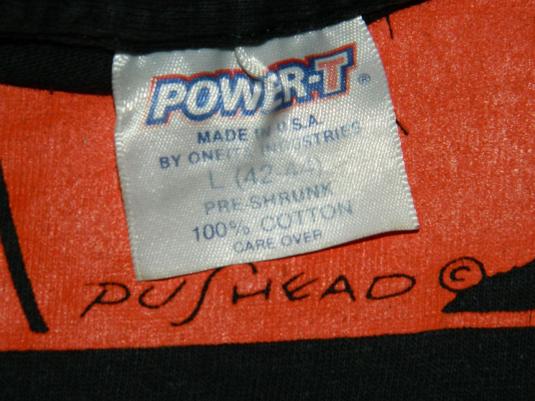 POWER-T ®
MADE IN U.S.A.
BY ONEITA INDUSTRIES
L (42-44)
PRE-SHRUNK
100% COTTON
CARE OVER
PUSHEAD ©